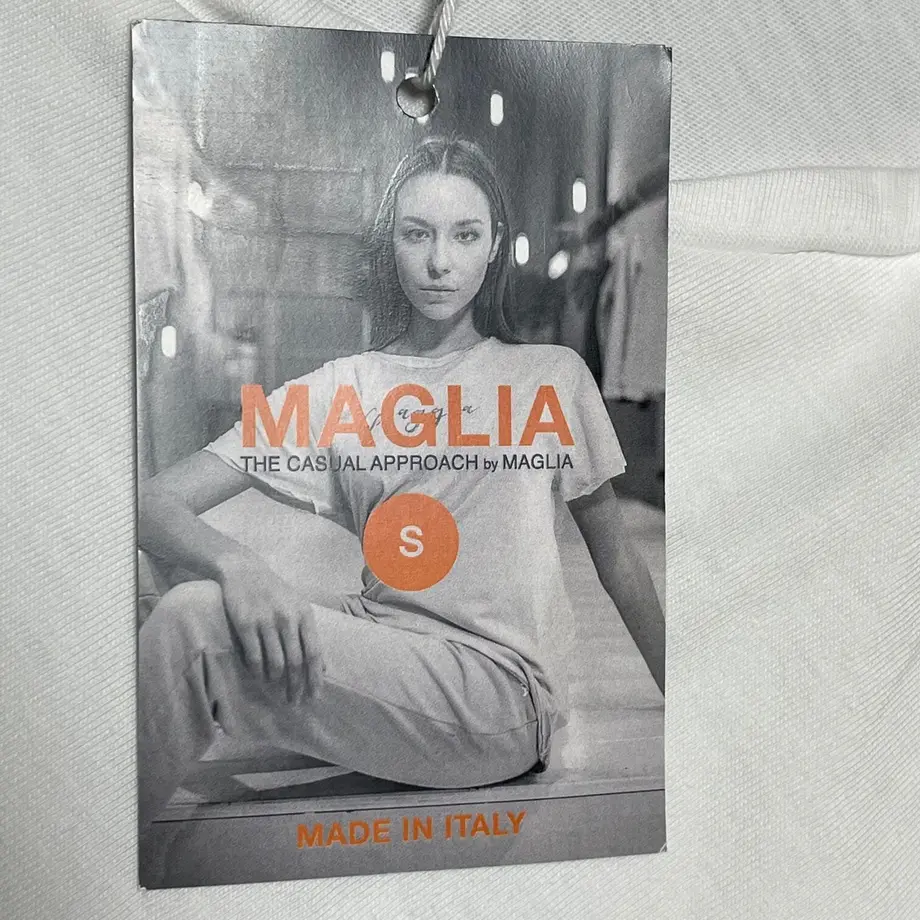 MAGLIA
THE CASUAL APPROACH by MAGLIA
S
MADE IN ITALY